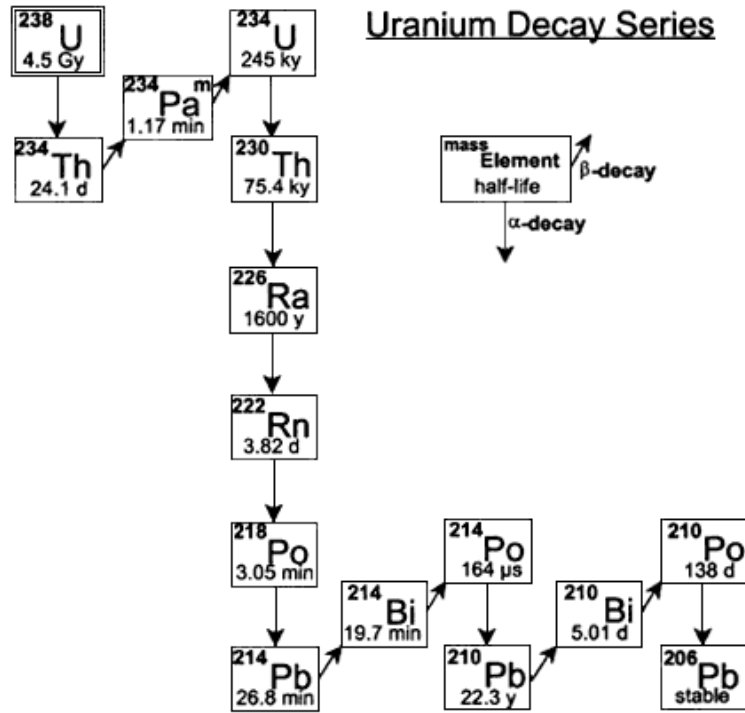 Uranium Decay Series
238 U
4.5 Gy
234 Pa m
1.17 min
234 U
245 ky
234 Th
24.1 d
230 Th
75.4 ky
mass Element
half-life
β-decay
α-decay
226 Ra
1600 y
222 Rn
3.82 d
218 Po
3.05 min
214 Po
164 µs
210 Po
138 d
214 Bi
19.7 min
210 Bi
5.01 d
214 Pb
26.8 min
210 Pb
22.3 y
206 Pb
stable